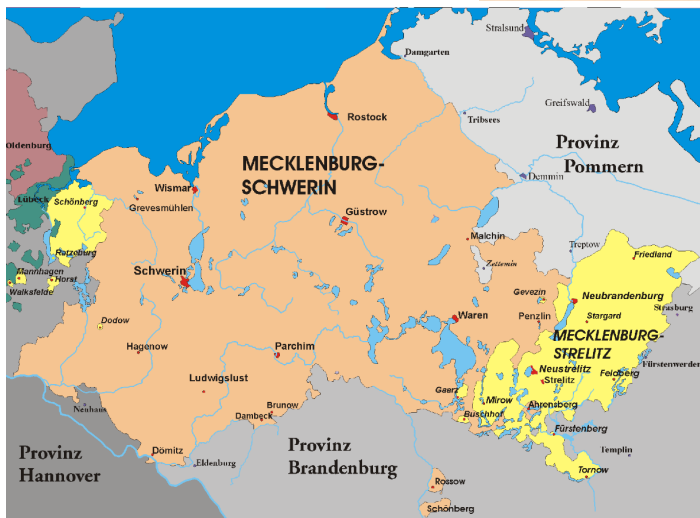 Stralsund
Damgarten
Greifswald
Rostock
Tribsees
Oldenburg
Provinz
Pommern
MECKLENBURG-
SCHWERIN
Demmin
Wismar
Lübeck
Schönberg
Grevesmühlen
Güstrow
Malchin
Treptow
Ratzeburg
Friedland
Zettemin
Mannhagen
Horst
Schwerin
Walksfelde
Gevezin
Neubrandenburg
Strasburg
Dodow
Waren
Penzlin
Stargard
MECKLENBURG-
STRELITZ
Hagenow
Parchim
Fürstenwerder
Neustrelitz
Strelitz
Feldberg
Ludwigslust
Gaarz
Mirow
Neuhaus
Brunow
Dambeck
Buschhof
Ahrensberg
Fürstenberg
Provinz
Hannover
Dömitz
Eldenburg
Provinz
Brandenburg
Templin
Tornow
Rossow
Schönberg